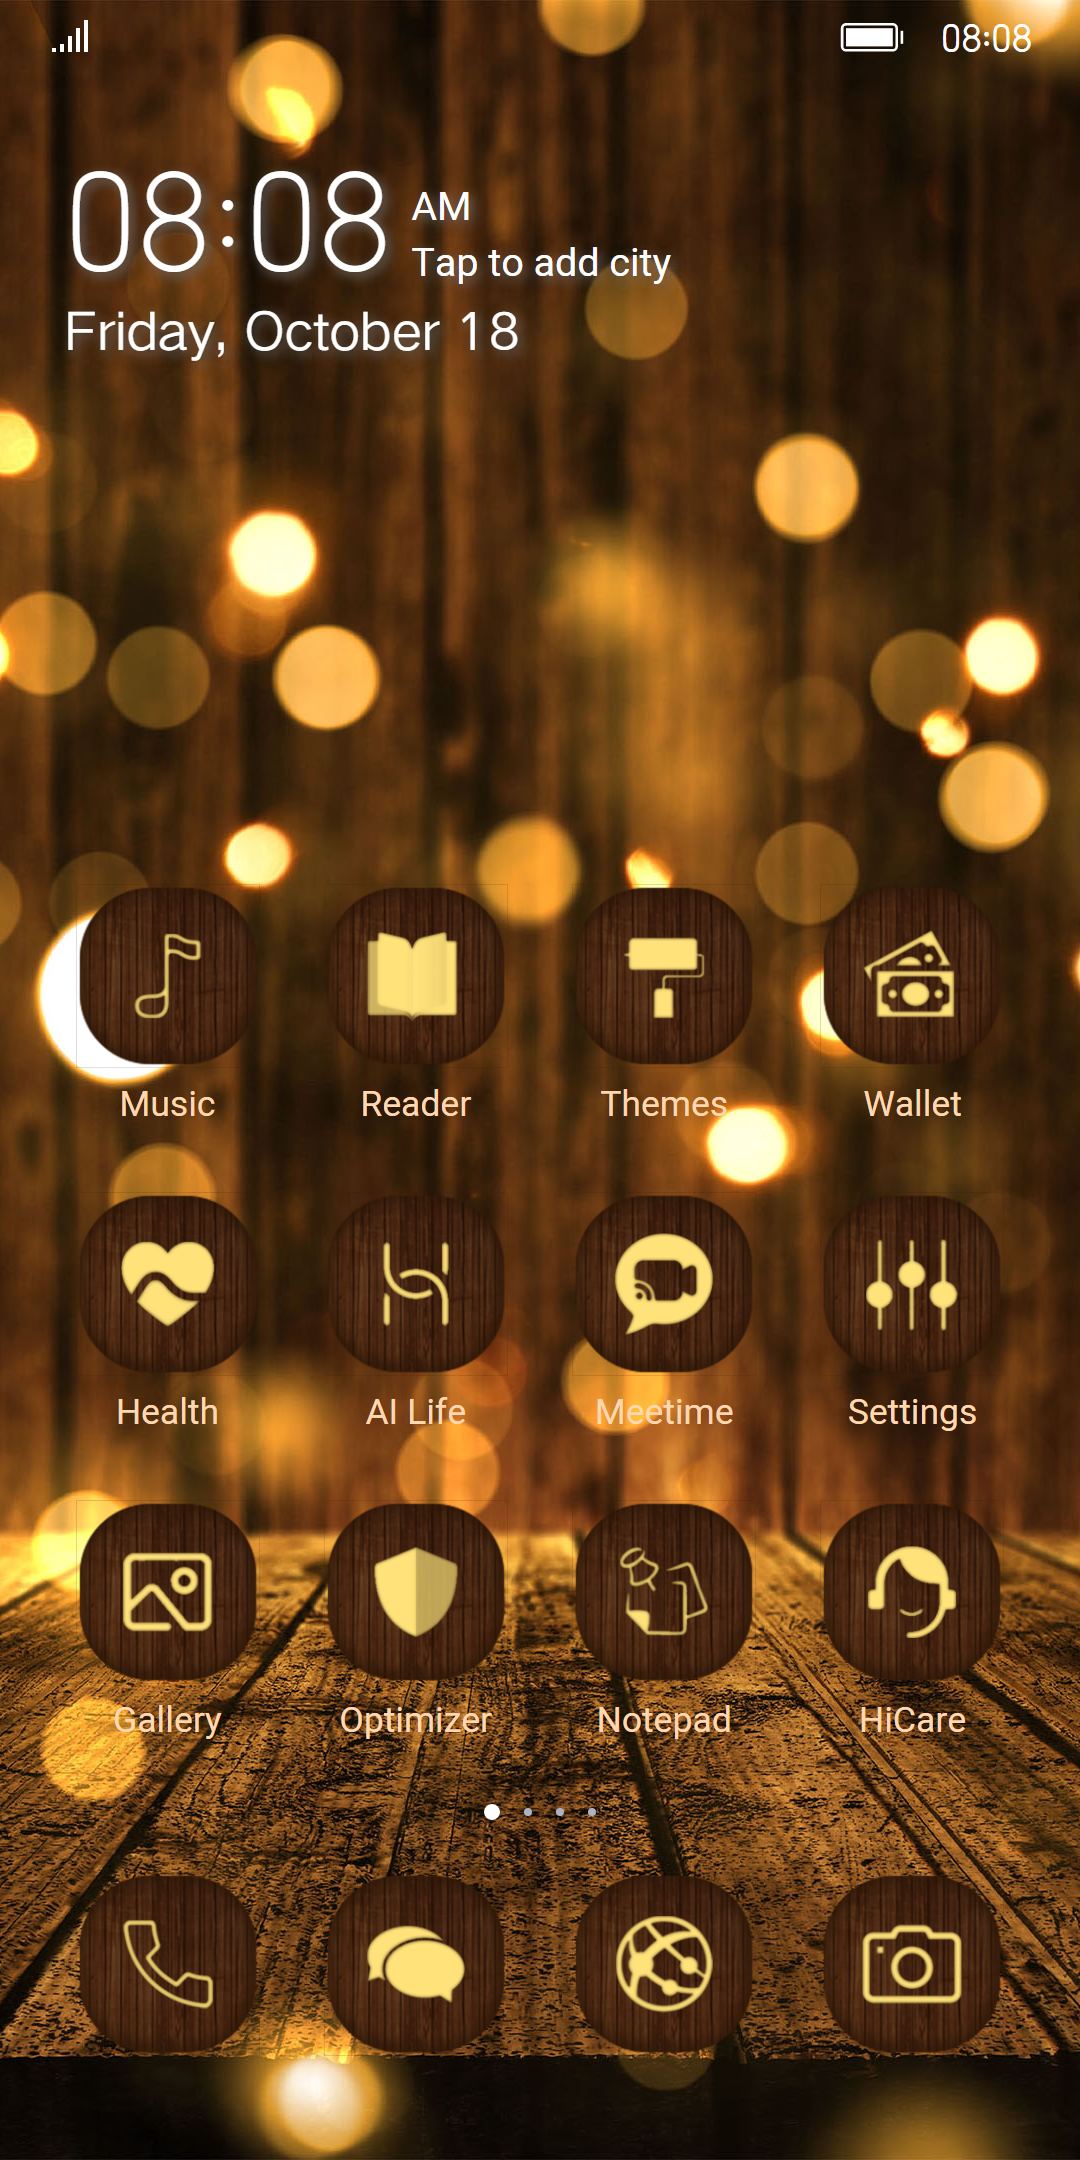 08:08
08:08 AM
Tap to add city
Friday, October 18
Music Reader Themes Wallet
Health AI Life Meetime Settings
Gallery Optimizer Notepad HiCare